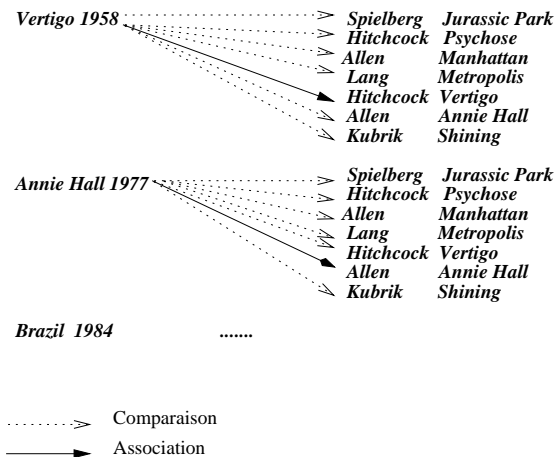 Vertigo 1958 Spielberg Jurassic Park
Hitchcock Psychose
Allen Manhattan
Lang Metropolis
Hitchcock Vertigo
Allen Annie Hall
Kubrik Shining
Annie Hall 1977 Spielberg Jurassic Park
Hitchcock Psychose
Allen Manhattan
Lang Metropolis
Hitchcock Vertigo
Allen Annie Hall
Kubrik Shining
Brazil 1984 .......
Comparaison
Association